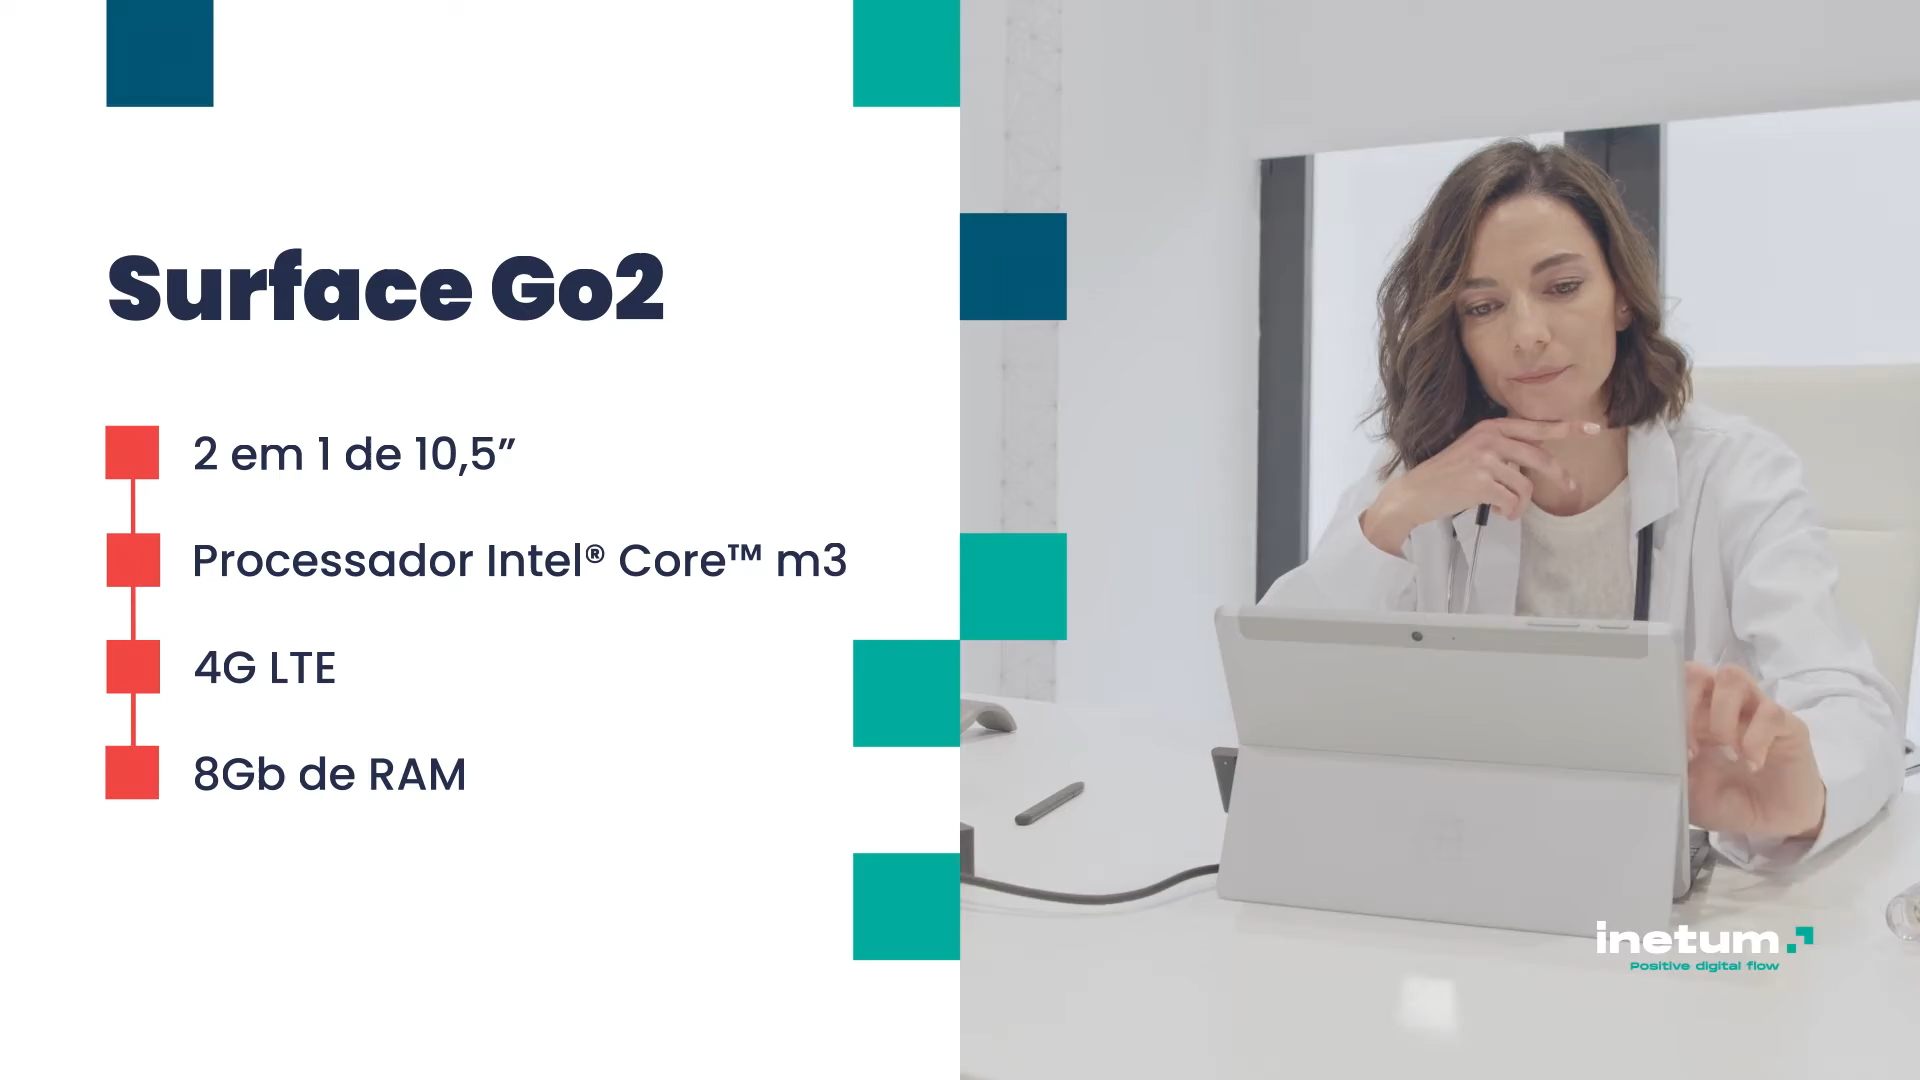 Surface Go2
2 em 1 de 10,5”
Processador Intel® Core™ m3
4G LTE
8Gb de RAM
inetum
Positive digital flow